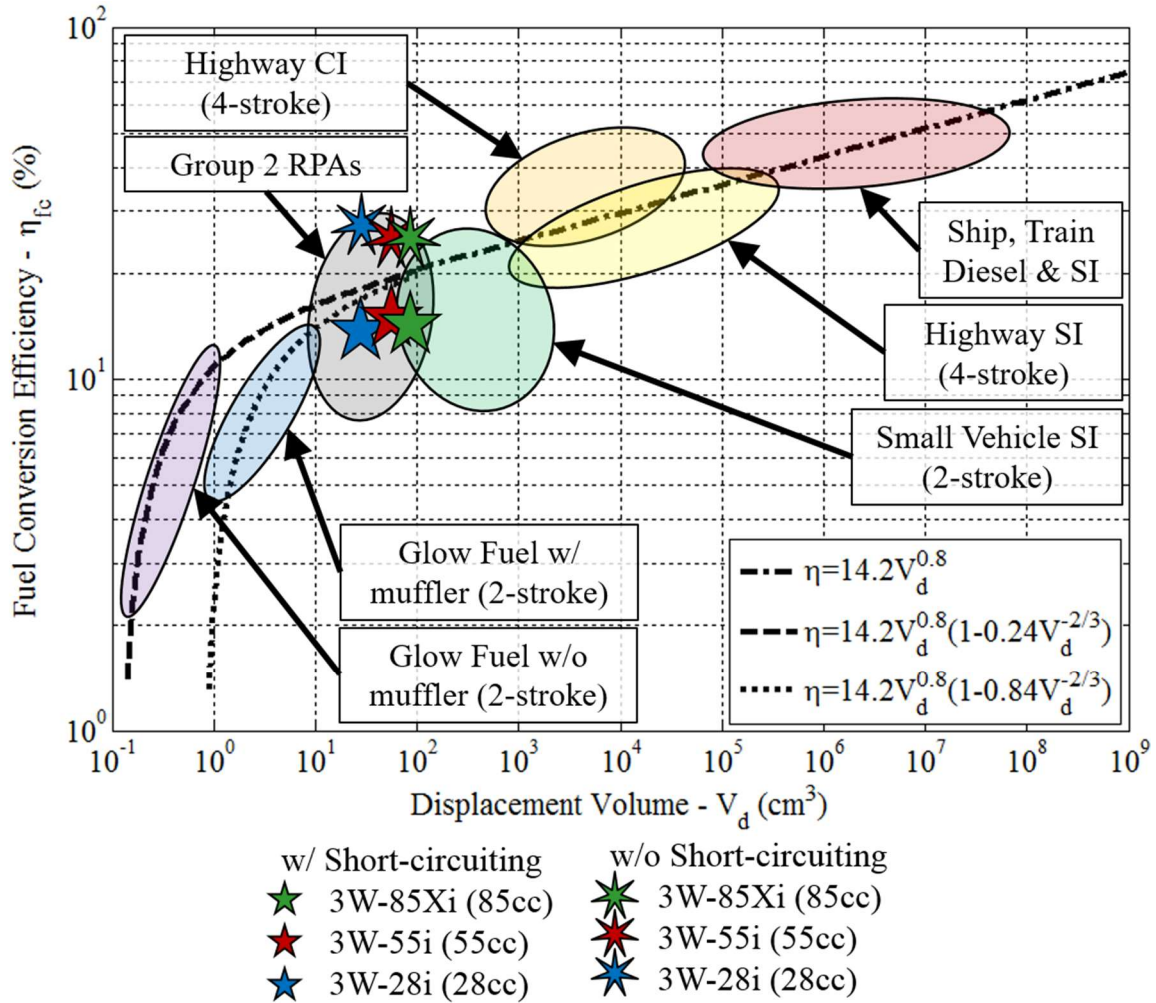 10²
Highway CI
(4-stroke)
Group 2 RPAs
Ship, Train
Diesel & SI
Highway SI
(4-stroke)
10¹
Small Vehicle SI
(2-stroke)
Glow Fuel w/
muffler (2-stroke)
Glow Fuel w/o
muffler (2-stroke)
η=14.2V_d^0.8
η=14.2V_d^0.8(1-0.24V_d^-2/3)
η=14.2V_d^0.8(1-0.84V_d^-2/3)
10⁰
Fuel Conversion Efficiency - η_fc (%)
10⁻¹ 10⁰ 10¹ 10² 10³ 10⁴ 10⁵ 10⁶ 10⁷ 10⁸ 10⁹
Displacement Volume - V_d (cm³)
w/ Short-circuiting
3W-85Xi (85cc)
3W-55i (55cc)
3W-28i (28cc)
w/o Short-circuiting
3W-85Xi (85cc)
3W-55i (55cc)
3W-28i (28cc)